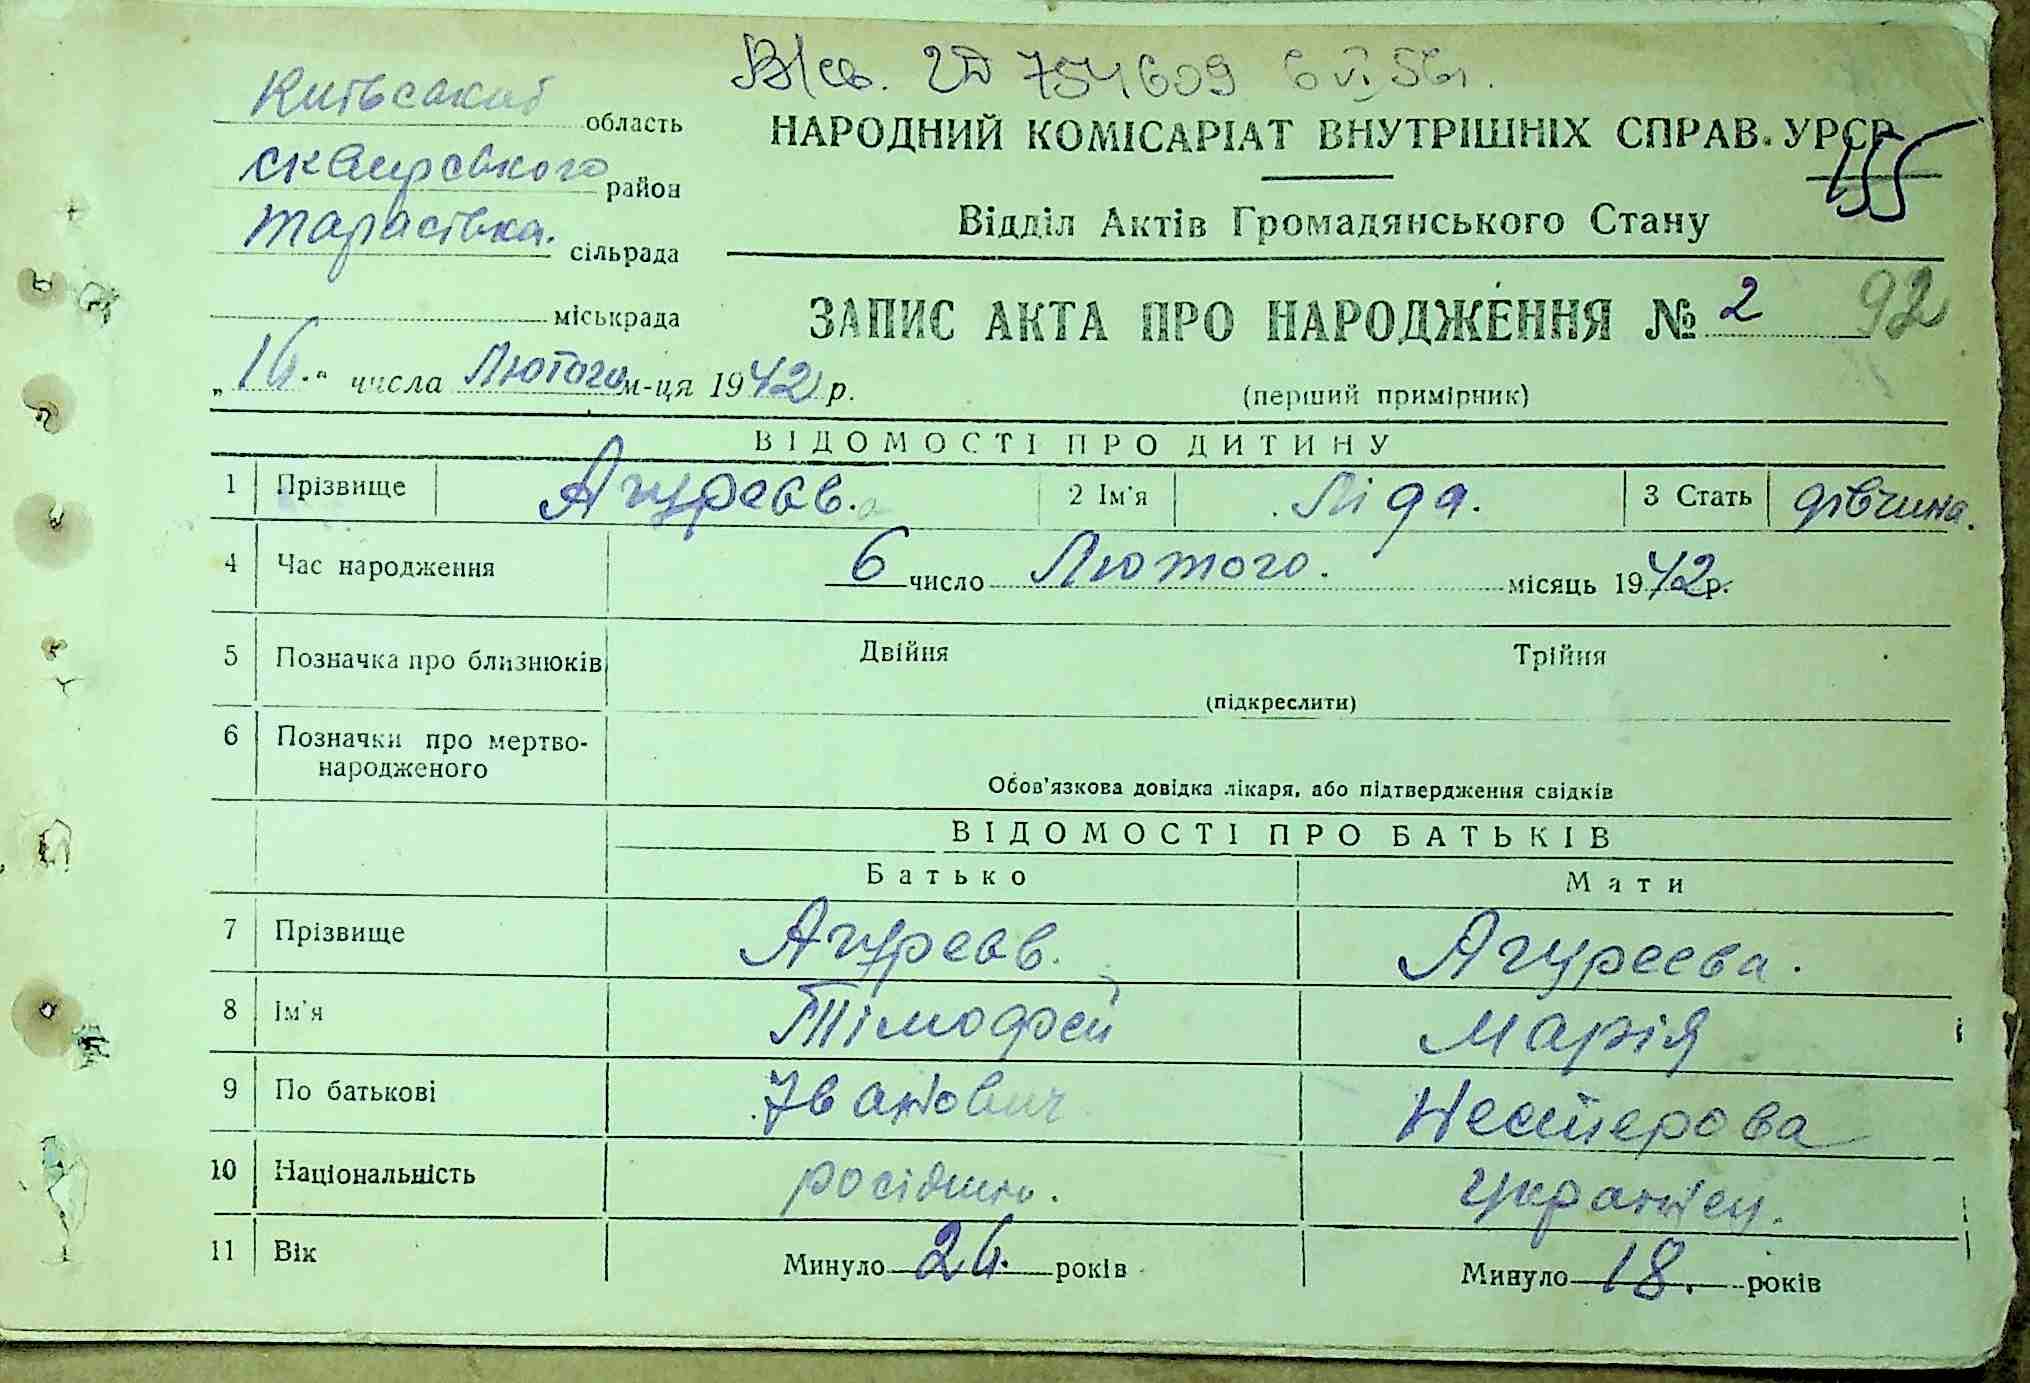 В/св. УД 754609 6 VI 56 г.
Київської область
НАРОДНИЙ КОМІСАРІАТ ВНУТРІШНІХ СПРАВ. УРСР
155
Сквирського район
Відділ Актів Громадянського Стану
Тарасівка. сільрада
міськрада
ЗАПИС АКТА ПРО НАРОДЖЕННЯ № 2 92
„16." числа Лютого м-ця 1942 р.
(перший примірник)
ВІДОМОСТІ ПРО ДИТИНУ
1 Прізвище Агуреєв. 2 Ім'я Ліда. 3 Стать дівчина.
4 Час народження 6 число Лютого. місяць 1942 р.
5 Позначка про близнюків Двійня Трійня
(підкреслити)
6 Позначки про мертво-
народженого
Обов'язкова довідка лікаря, або підтвердження свідків
ВІДОМОСТІ ПРО БАТЬКІВ
Батько Мати
7 Прізвище Агуреєв. Агуреєва.
8 Ім'я Тімофей Марія
9 По батькові Іванович Нестерова
10 Національність Українец.
11 Вік Минуло років Минуло 18. років